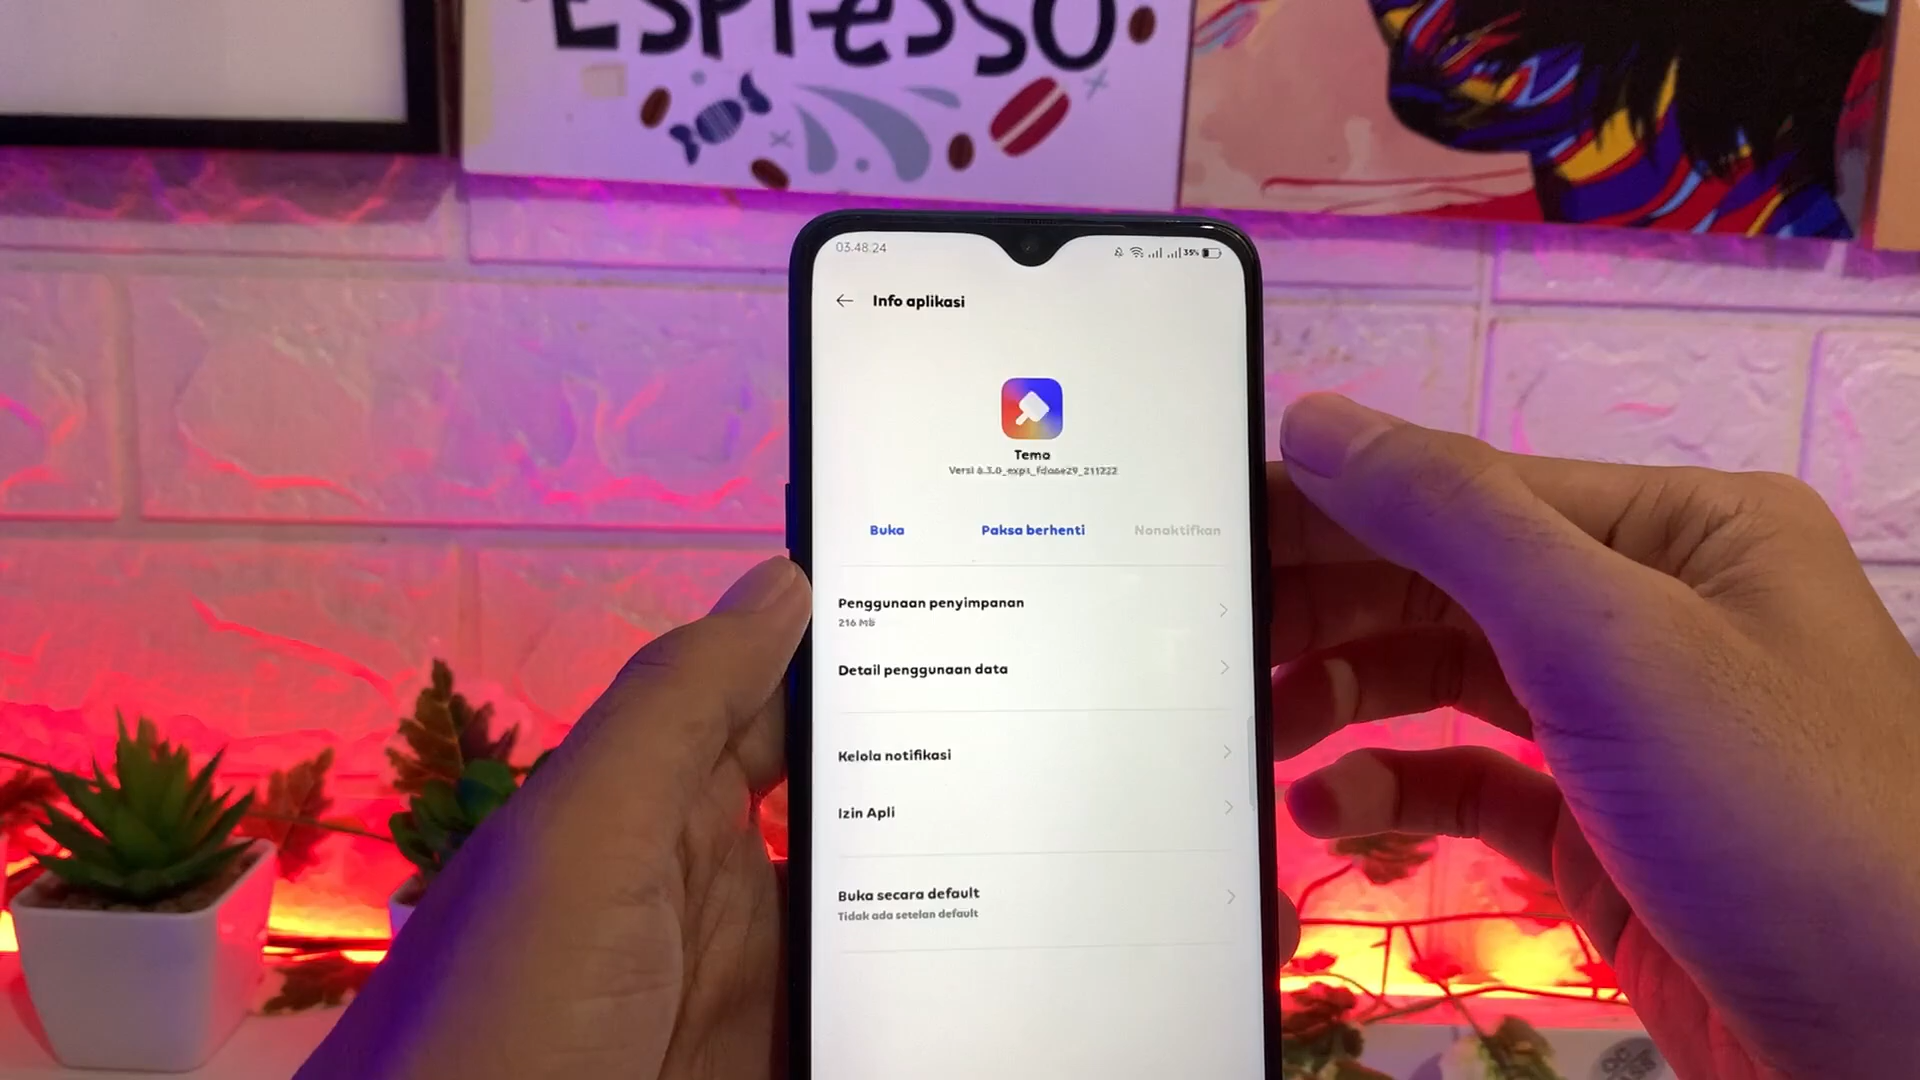 ESPRESSO
03.48.24
35%
Info aplikasi
Tema
Buka
Paksa berhenti
Nonaktifkan
Penggunaan penyimpanan
216 MB
Detail penggunaan data
Kelola notifikasi
Izin Apli
Buka secara default
Tidak ada setelan default